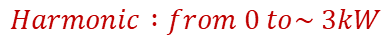 Harmonic : from 0 to~ 3kW